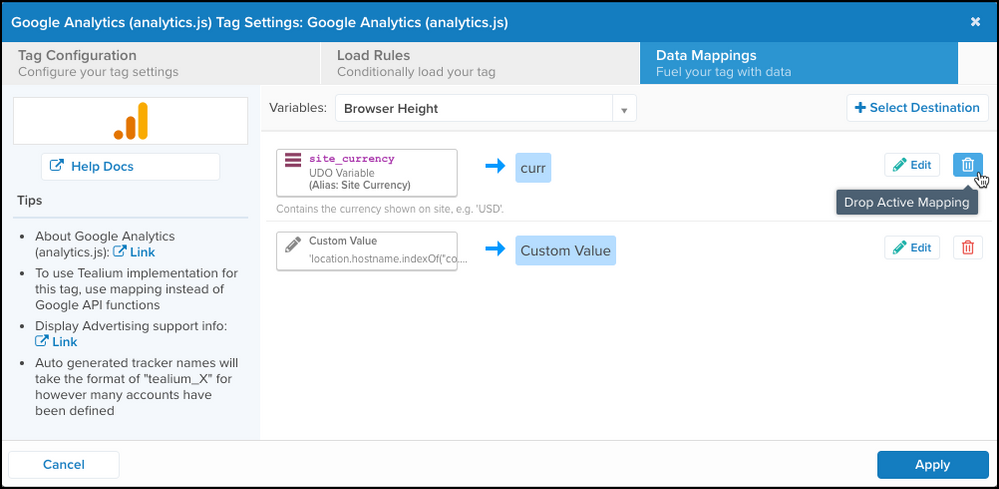 Google Analytics (analytics.js) Tag Settings: Google Analytics (analytics.js)
Tag Configuration
Configure your tag settings
Load Rules
Conditionally load your tag
Data Mappings
Fuel your tag with data
Help Docs
Tips
About Google Analytics
(analytics.js): Link
To use Tealium implementation for
this tag, use mapping instead of
Google API functions
Display Advertising support info:
Link
Auto generated tracker names will
take the format of "tealium_X" for
however many accounts have
been defined
Variables: Browser Height
Select Destination
site_currency
UDO Variable
(Alias: Site Currency)
curr
Edit
Drop Active Mapping
Contains the currency shown on site, e.g. 'USD'.
Custom Value
'location.hostname.indexOf("co....
Custom Value
Edit
Cancel
Apply